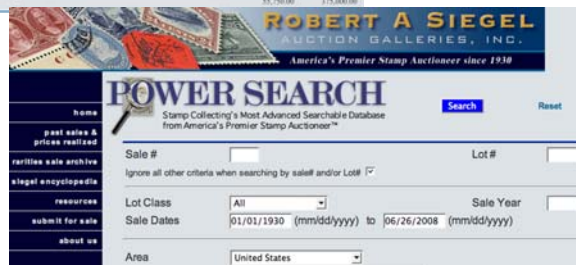 ROBERT A SIEGEL
AUCTION GALLERIES, INC.
America's Premier Stamp Auctioneer since 1930
POWER SEARCH
Stamp Collecting's Most Advanced Searchable Database
from America's Premier Stamp Auctioneer™
Search
Reset
home
past sales &
prices realized
rarities sale archive
siegel encyclopedia
resources
submit for sale
about us
Sale #
Lot #
Ignore all other criteria when searching by sale# and/or Lot#
Lot Class
All
Sale Year
Sale Dates
01/01/1930 (mm/dd/yyyy) to 06/26/2008 (mm/dd/yyyy)
Area
United States